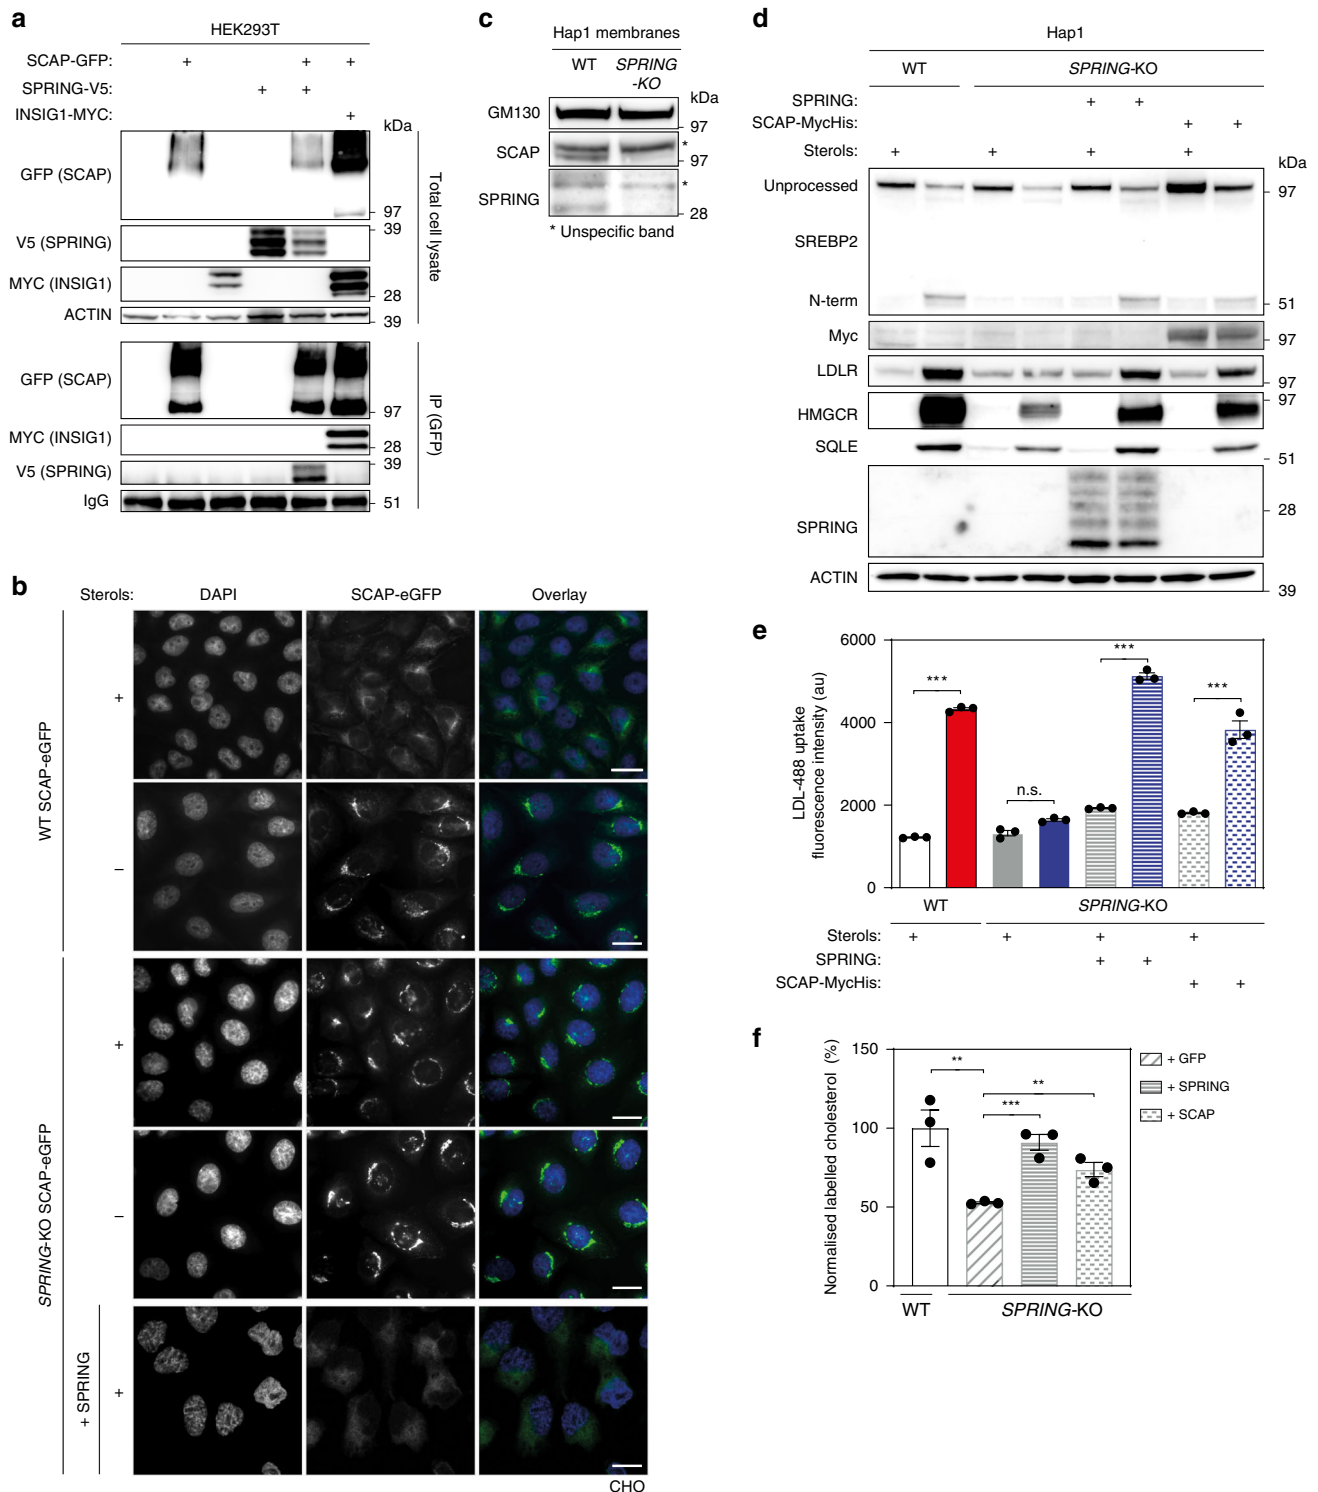 a
HEK293T
SCAP-GFP: + + +
SPRING-V5: + +
INSIG1-MYC: +
kDa
GFP (SCAP)
97
V5 (SPRING)
39
MYC (INSIG1)
28
ACTIN
39
Total cell lysate
GFP (SCAP)
97
MYC (INSIG1)
28
V5 (SPRING)
39
IgG
51
IP (GFP)
b
Sterols: DAPI SCAP-eGFP Overlay
WT SCAP-eGFP
+
–
SPRING-KO SCAP-eGFP
+
–
+ SPRING
+
CHO
c
Hap1 membranes
WT SPRING
-KO
kDa
GM130
97
SCAP
*
97
SPRING
*
28
* Unspecific band
d
Hap1
WT SPRING-KO
SPRING: + +
SCAP-MycHis: + +
Sterols: + + + +
kDa
Unprocessed
97
SREBP2
N-term
51
Myc
97
LDLR
97
HMGCR
97
SQLE
51
SPRING
28
ACTIN
39
e
LDL-488 uptake
fluorescence intensity (au)
6000
4000
2000
0
***
n.s.
***
***
WT SPRING-KO
Sterols: + + + +
SPRING: + +
SCAP-MycHis: + +
f
Normalised labelled cholesterol (%)
150
100
50
0
**
**
***
+ GFP
+ SPRING
+ SCAP
WT SPRING-KO